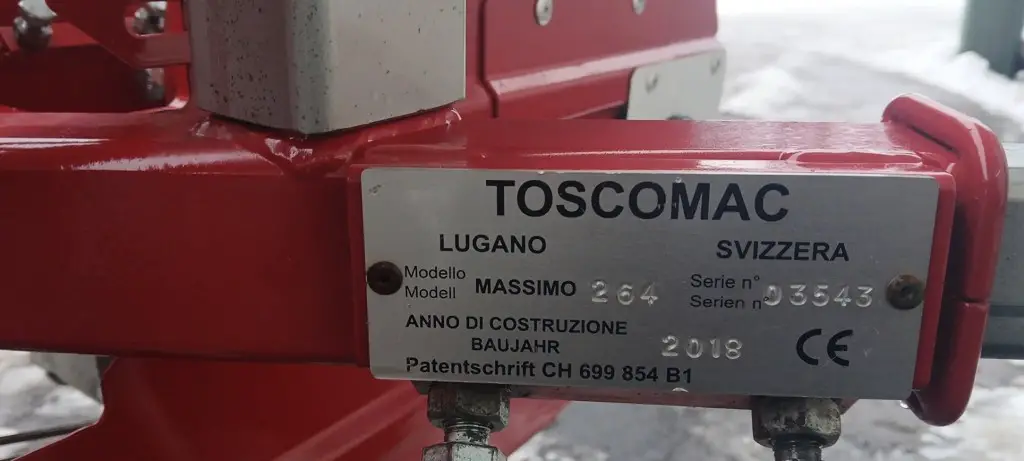 TOSCOMAC
LUGANO SVIZZERA
Modello Serie n°
Modell MASSIMO 264 Serien n° 03543
ANNO DI COSTRUZIONE
BAUJAHR 2018 CE
Patentschrift CH 699 854 B1